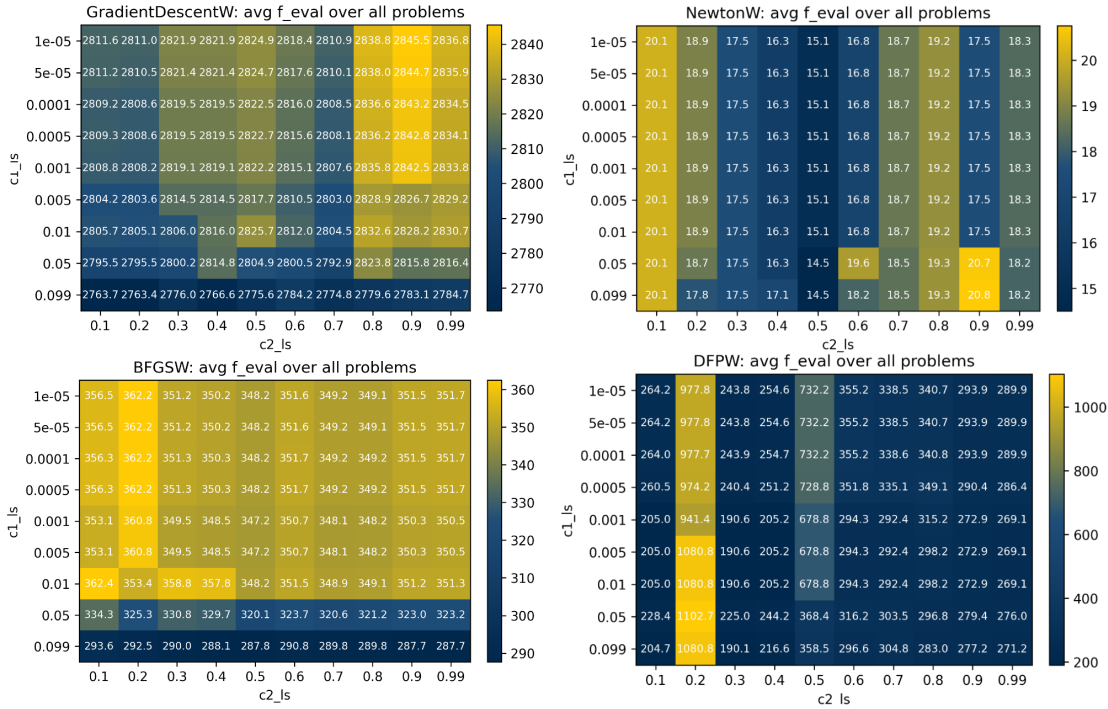 GradientDescentW: avg f_eval over all problems
1e-05 2811.6 2811.0 2821.9 2821.9 2824.9 2818.4 2810.9 2838.8 2845.5 2836.8
5e-05 2811.2 2810.5 2821.4 2821.4 2824.7 2817.6 2810.1 2838.0 2844.7 2835.9
0.0001 2809.2 2808.6 2819.5 2819.5 2822.5 2816.0 2808.5 2836.6 2843.2 2834.5
0.0005 2809.3 2808.6 2819.5 2819.5 2822.7 2815.6 2808.1 2836.2 2842.8 2834.1
0.001 2808.8 2808.2 2819.1 2819.1 2822.2 2815.1 2807.6 2835.8 2842.5 2833.8
0.005 2804.2 2803.6 2814.5 2814.5 2817.7 2810.5 2803.0 2828.9 2826.7 2829.2
0.01 2805.7 2805.1 2806.0 2816.0 2825.7 2812.0 2804.5 2832.6 2828.2 2830.7
0.05 2795.5 2795.5 2800.2 2814.8 2804.9 2800.5 2792.9 2823.8 2815.8 2816.4
0.099 2763.7 2763.4 2776.0 2766.6 2775.6 2784.2 2774.8 2779.6 2783.1 2784.7
0.1 0.2 0.3 0.4 0.5 0.6 0.7 0.8 0.9 0.99
c2_ls
c1_ls
2840
2830
2820
2810
2800
2790
2780
2770
NewtonW: avg f_eval over all problems
1e-05 20.1 18.9 17.5 16.3 15.1 16.8 18.7 19.2 17.5 18.3
5e-05 20.1 18.9 17.5 16.3 15.1 16.8 18.7 19.2 17.5 18.3
0.0001 20.1 18.9 17.5 16.3 15.1 16.8 18.7 19.2 17.5 18.3
0.0005 20.1 18.9 17.5 16.3 15.1 16.8 18.7 19.2 17.5 18.3
0.001 20.1 18.9 17.5 16.3 15.1 16.8 18.7 19.2 17.5 18.3
0.005 20.1 18.9 17.5 16.3 15.1 16.8 18.7 19.2 17.5 18.3
0.01 20.1 18.9 17.5 16.3 15.1 16.8 18.7 19.2 17.5 18.3
0.05 20.1 18.7 17.5 16.3 14.5 19.6 18.5 19.3 20.7 18.2
0.099 20.1 17.8 17.5 17.1 14.5 18.2 18.5 19.3 20.8 18.2
0.1 0.2 0.3 0.4 0.5 0.6 0.7 0.8 0.9 0.99
c2_ls
c1_ls
20
19
18
17
16
15
BFGSW: avg f_eval over all problems
1e-05 356.5 362.2 351.2 350.2 348.2 351.6 349.2 349.1 351.5 351.7
5e-05 356.5 362.2 351.2 350.2 348.2 351.6 349.2 349.1 351.5 351.7
0.0001 356.3 362.2 351.3 350.3 348.2 351.7 349.2 349.2 351.5 351.7
0.0005 356.3 362.2 351.3 350.3 348.2 351.7 349.2 349.2 351.5 351.7
0.001 353.1 360.8 349.5 348.5 347.2 350.7 348.1 348.2 350.3 350.5
0.005 353.1 360.8 349.5 348.5 347.2 350.7 348.1 348.2 350.3 350.5
0.01 362.4 353.4 358.8 357.8 348.2 351.5 348.9 349.1 351.2 351.3
0.05 334.3 325.3 330.8 329.7 320.1 323.7 320.6 321.2 323.0 323.2
0.099 293.6 292.5 290.0 288.1 287.8 290.8 289.8 289.8 287.7 287.7
0.1 0.2 0.3 0.4 0.5 0.6 0.7 0.8 0.9 0.99
c2_ls
c1_ls
360
350
340
330
320
310
300
290
DFPW: avg f_eval over all problems
1e-05 264.2 977.8 243.8 254.6 732.2 355.2 338.5 340.7 293.9 289.9
5e-05 264.2 977.8 243.8 254.6 732.2 355.2 338.5 340.7 293.9 289.9
0.0001 264.0 977.7 243.9 254.7 732.2 355.2 338.6 340.8 293.9 289.9
0.0005 260.5 974.2 240.4 251.2 728.8 351.8 335.1 349.1 290.4 286.4
0.001 205.0 941.4 190.6 205.2 678.8 294.3 292.4 315.2 272.9 269.1
0.005 205.0 1080.8 190.6 205.2 678.8 294.3 292.4 298.2 272.9 269.1
0.01 205.0 1080.8 190.6 205.2 678.8 294.3 292.4 298.2 272.9 269.1
0.05 228.4 1102.7 225.0 244.2 368.4 316.2 303.5 296.8 279.4 276.0
0.099 204.7 1080.8 190.1 216.6 358.5 296.6 304.8 283.0 277.2 271.2
0.1 0.2 0.3 0.4 0.5 0.6 0.7 0.8 0.9 0.99
c2_ls
c1_ls
1000
800
600
400
200